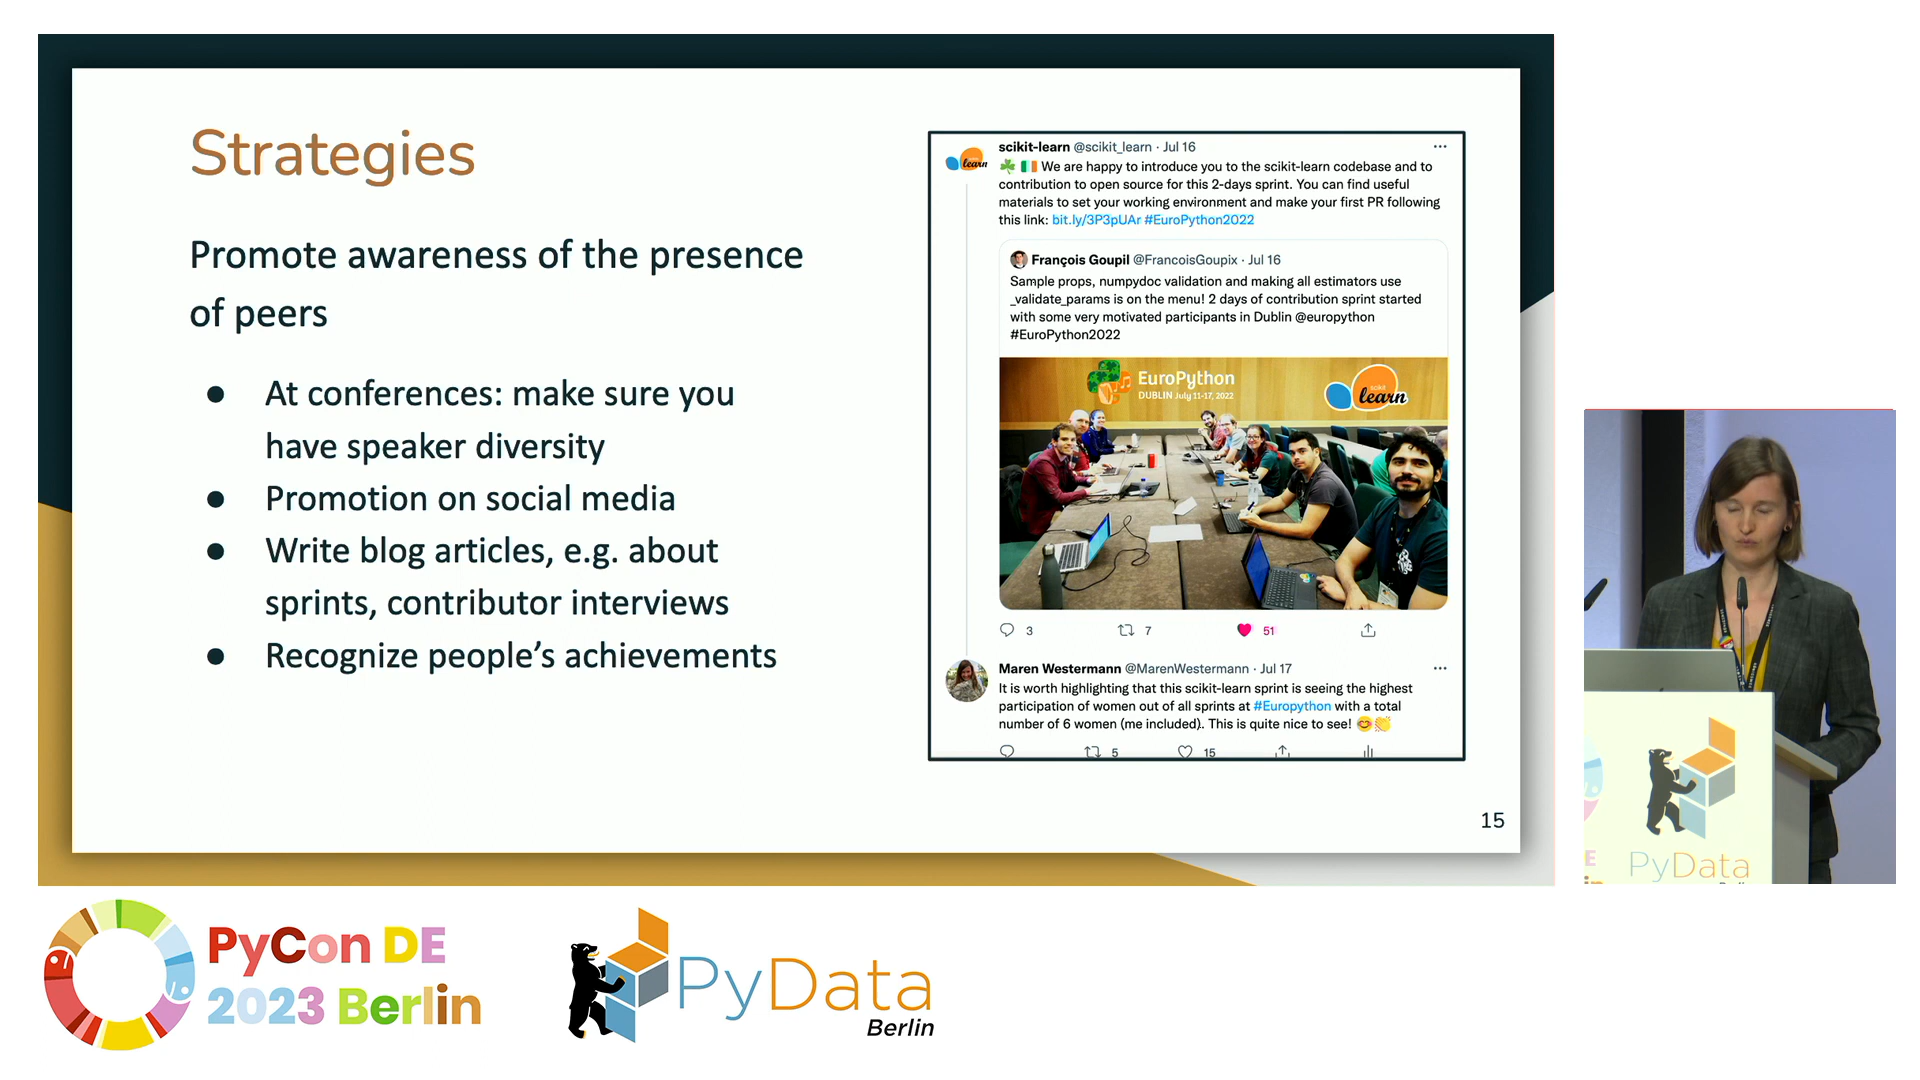 Strategies
Promote awareness of the presence
of peers
● At conferences: make sure you
have speaker diversity
● Promotion on social media
● Write blog articles, e.g. about
sprints, contributor interviews
● Recognize people's achievements
learn
scikit-learn @scikit_learn · Jul 16
☘️ 🇮🇪 We are happy to introduce you to the scikit-learn codebase and to
contribution to open source for this 2-days sprint. You can find useful
materials to set your working environment and make your first PR following
this link: bit.ly/3P3pUAr #EuroPython2022
François Goupil @FrancoisGoupix · Jul 16
Sample props, numpydoc validation and making all estimators use
_validate_params is on the menu! 2 days of contribution sprint started
with some very motivated participants in Dublin @europython
#EuroPython2022
EuroPython
DUBLIN July 11-17, 2022
scikit
learn
3 7 51
Maren Westermann @MarenWestermann · Jul 17
It is worth highlighting that this scikit-learn sprint is seeing the highest
participation of women out of all sprints at #Europython with a total
number of 6 women (me included). This is quite nice to see! 😊👏
5 15
15
PyData
E
in
PyCon DE
2023 Berlin
PyData
Berlin